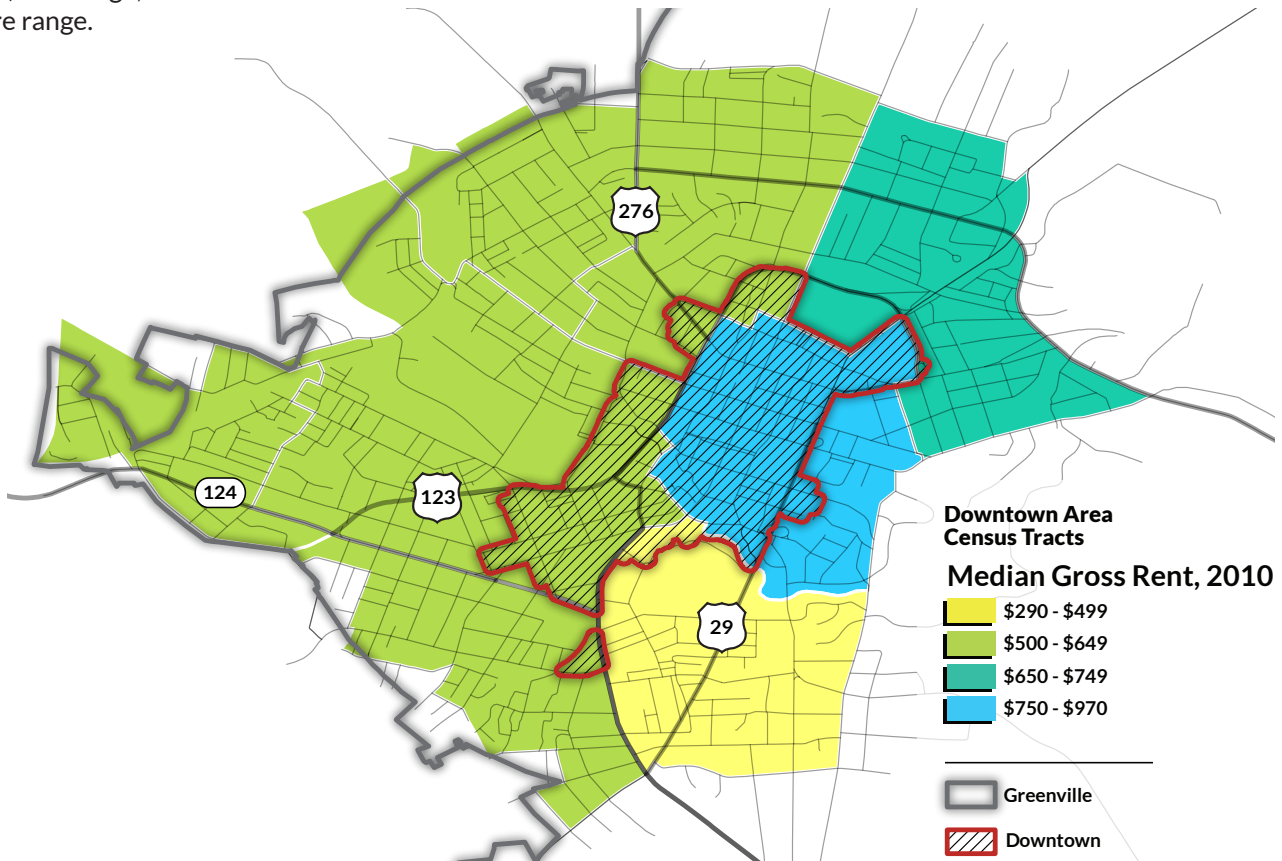 re range.
276
124
123
29
Downtown Area
Census Tracts
Median Gross Rent, 2010
$290 - $499
$500 - $649
$650 - $749
$750 - $970
Greenville
Downtown